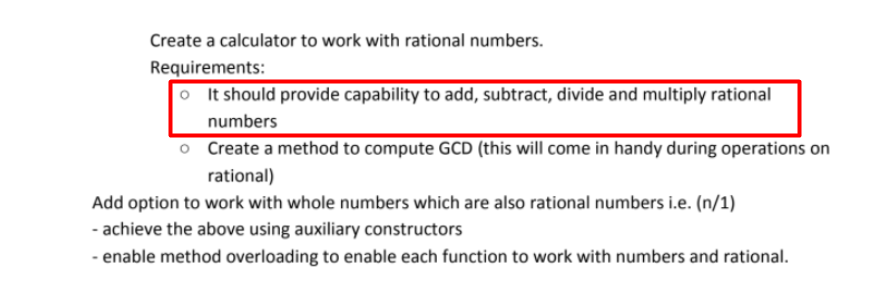 Create a calculator to work with rational numbers.
Requirements:
○ It should provide capability to add, subtract, divide and multiply rational
numbers
○ Create a method to compute GCD (this will come in handy during operations on
rational)
Add option to work with whole numbers which are also rational numbers i.e. (n/1)
- achieve the above using auxiliary constructors
- enable method overloading to enable each function to work with numbers and rational.